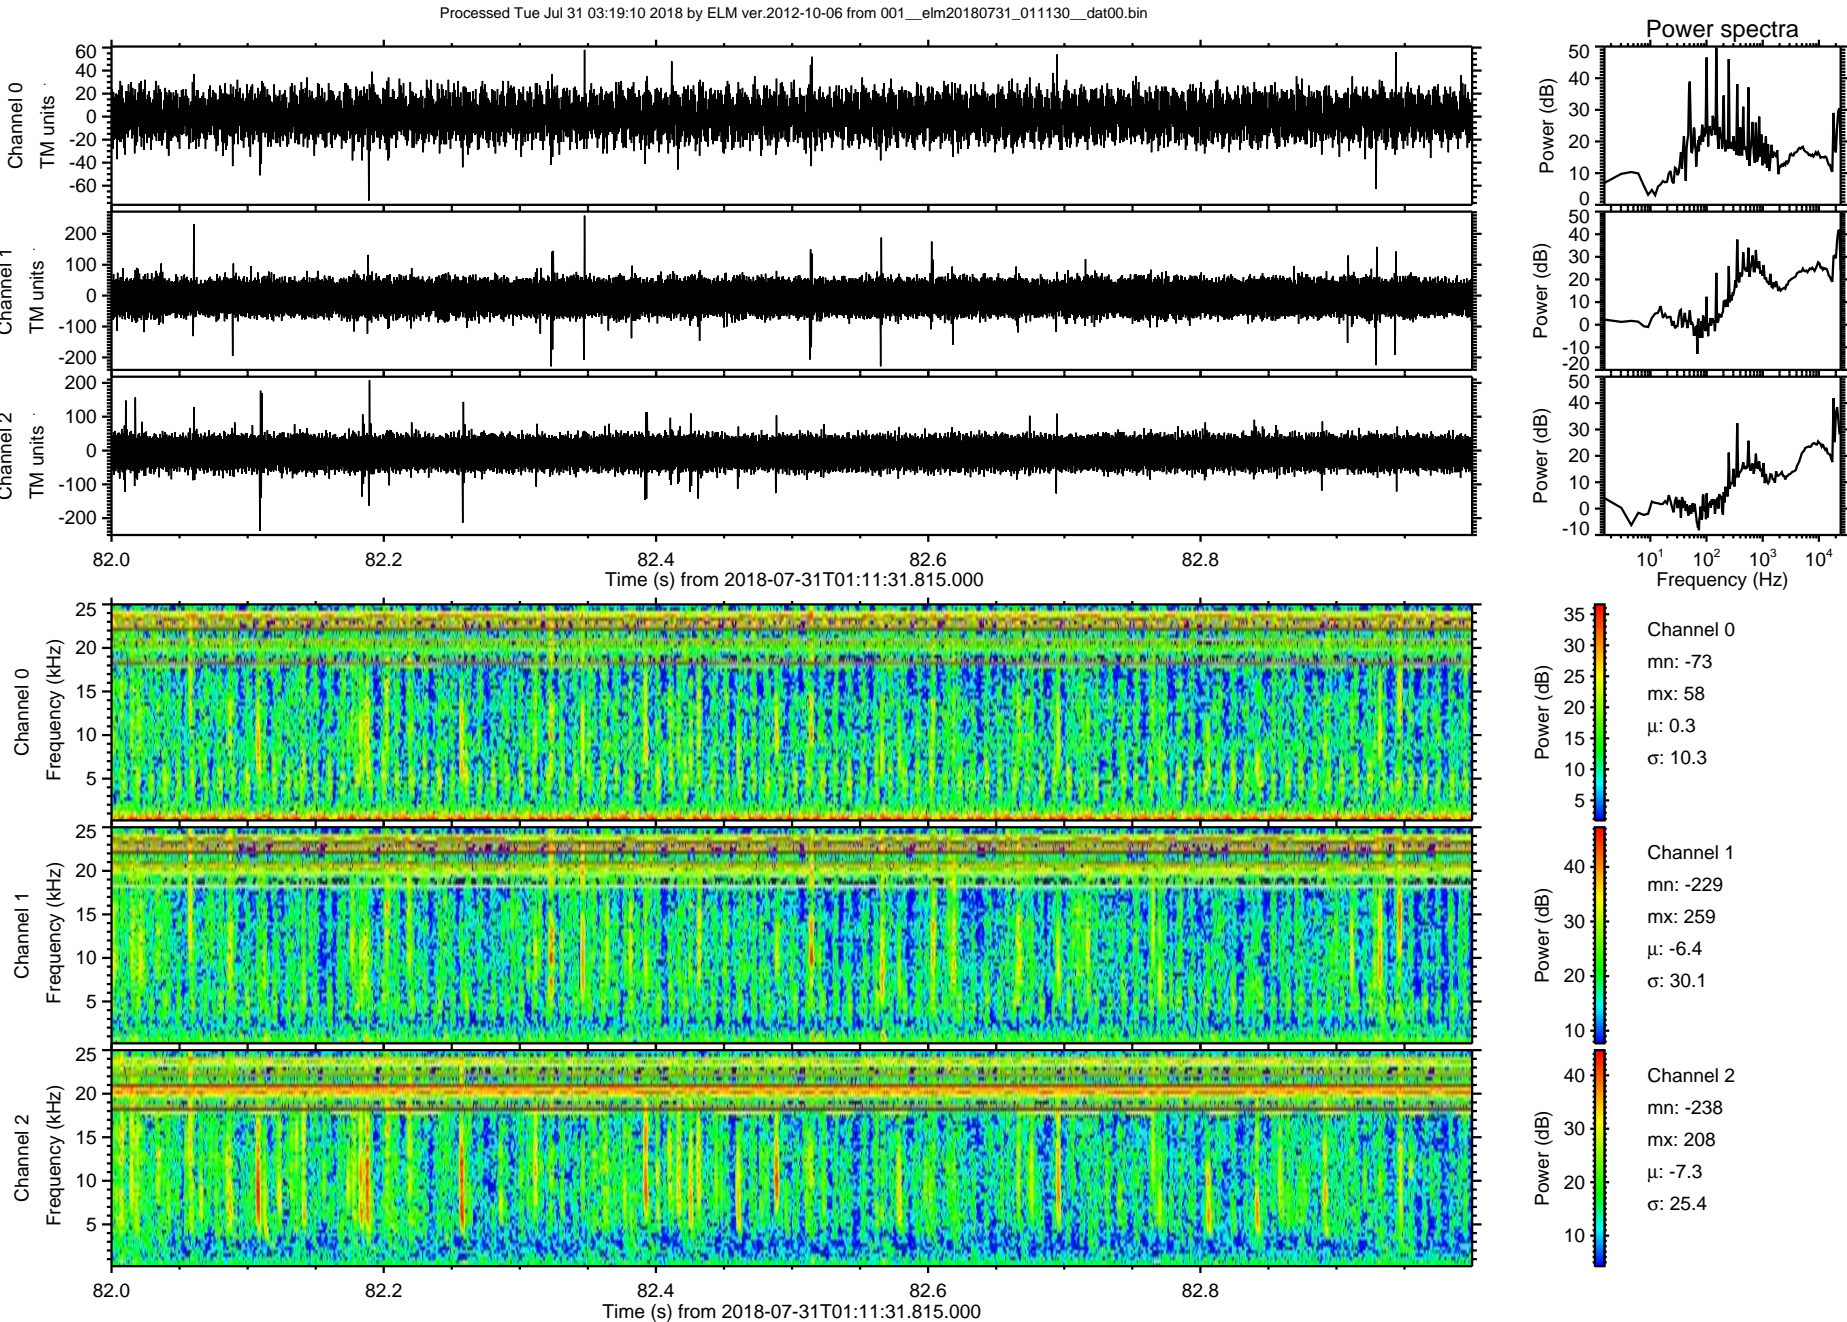 Processed Tue Jul 31 03:19:10 2018 by ELM ver.2012-10-06 from 001__elm20180731_011130__dat00.bin
Power spectra
Channel 0
TM units
60
40
20
0
-20
-40
-60
Power (dB)
50
40
30
20
10
0
Channel 1
TM units
200
100
0
-100
-200
Power (dB)
50
40
30
20
10
0
-10
-20
Channel 2
TM units
200
100
0
-100
-200
Power (dB)
50
40
30
20
10
0
-10
82.0 82.2 82.4 82.6 82.8
Time (s) from 2018-07-31T01:11:31.815.000
10^1 10^2 10^3 10^4
Frequency (Hz)
Channel 0
Frequency (kHz)
25
20
15
10
5
Power (dB)
35
30
25
20
15
10
5
Channel 0
mn: -73
mx: 58
μ: 0.3
σ: 10.3
Channel 1
Frequency (kHz)
25
20
15
10
5
Power (dB)
40
30
20
10
Channel 1
mn: -229
mx: 259
μ: -6.4
σ: 30.1
Channel 2
Frequency (kHz)
25
20
15
10
5
Power (dB)
40
30
20
10
Channel 2
mn: -238
mx: 208
μ: -7.3
σ: 25.4
82.0 82.2 82.4 82.6 82.8
Time (s) from 2018-07-31T01:11:31.815.000